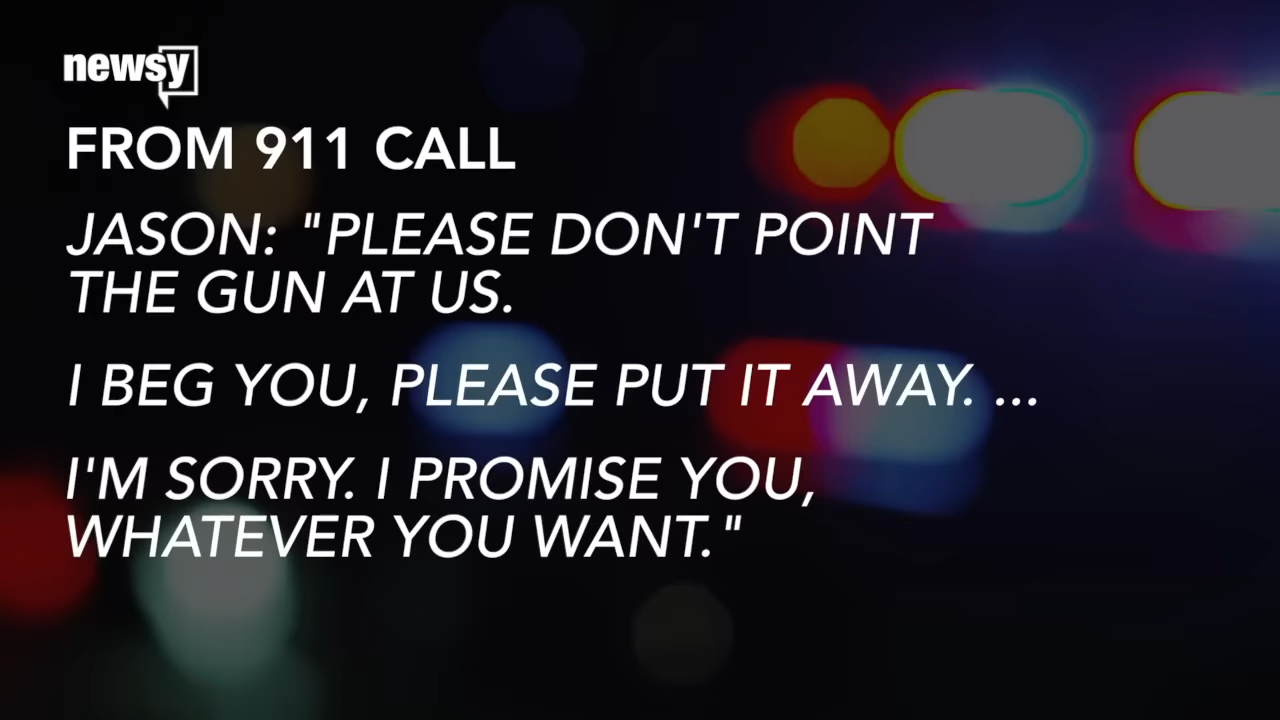 newsy
FROM 911 CALL
JASON: "PLEASE DON'T POINT
THE GUN AT US.
I BEG YOU, PLEASE PUT IT AWAY. ...
I'M SORRY. I PROMISE YOU,
WHATEVER YOU WANT."